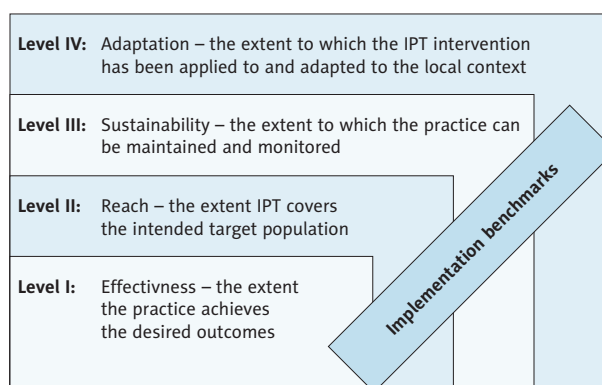 Level IV: Adaptation – the extent to which the IPT intervention
has been applied to and adapted to the local context
Level III: Sustainability – the extent to which the practice can
be maintained and monitored
Level II: Reach – the extent IPT covers
the intended target population
Level I: Effectivness – the extent
the practice achieves
the desired outcomes
Implementation benchmarks